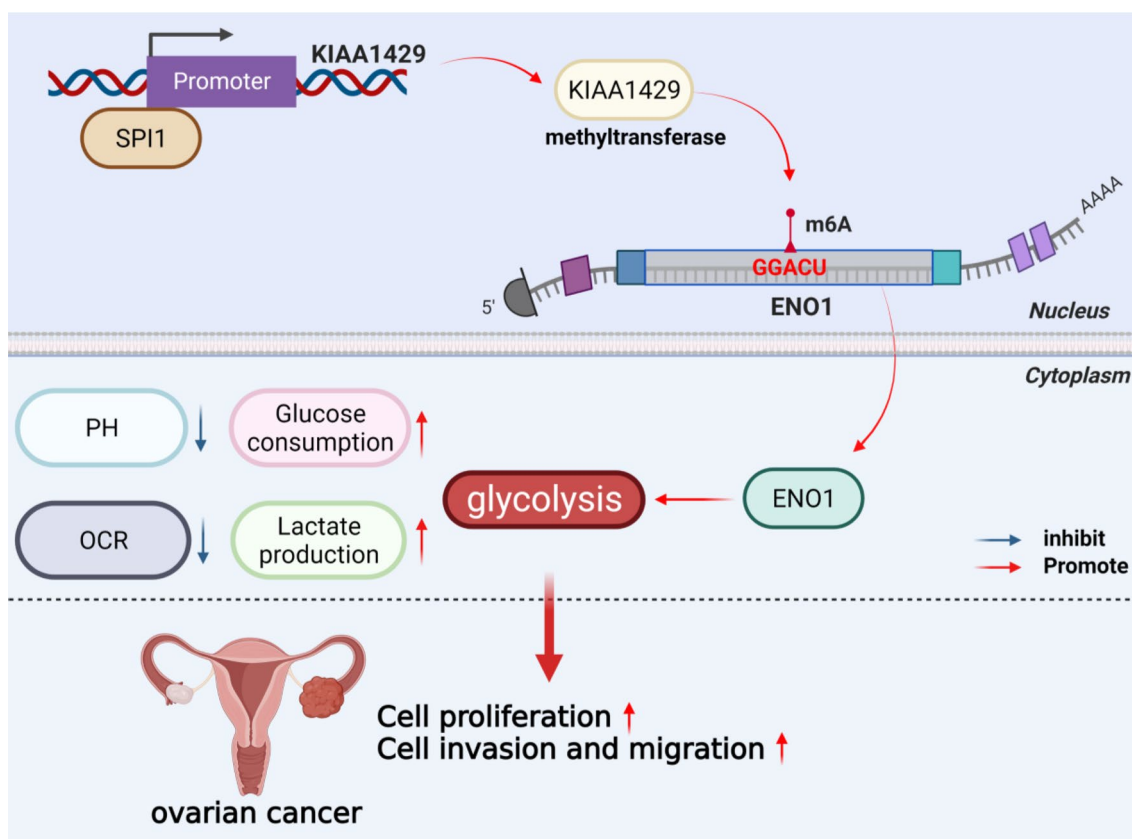 KIAA1429
Promoter
SPI1
KIAA1429
methyltransferase
AAAA
m6A
GGACU
5'
ENO1
Nucleus
Cytoplasm
PH
Glucose
consumption
glycolysis
ENO1
OCR
Lactate
production
inhibit
Promote
Cell proliferation
Cell invasion and migration
ovarian cancer